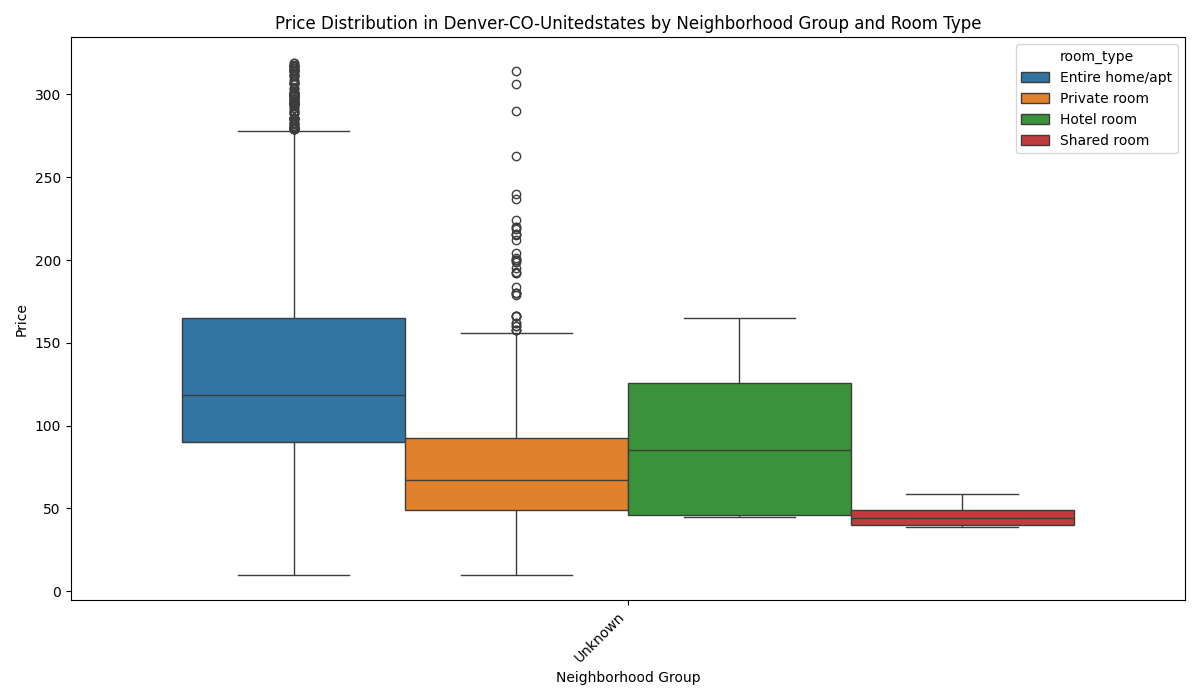 Price Distribution in Denver-CO-Unitedstates by Neighborhood Group and Room Type
room_type
Entire home/apt
Private room
Hotel room
Shared room
300
250
200
150
100
50
0
Price
Unknown
Neighborhood Group